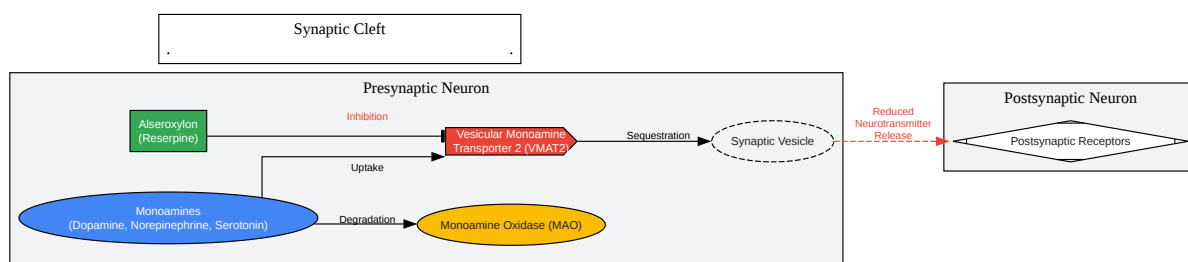 Synaptic Cleft
. .
Presynaptic Neuron
Alseroxylon
(Reserpine)
Inhibition
Vesicular Monoamine
Transporter 2 (VMAT2)
Uptake
Sequestration
Synaptic Vesicle
Monoamines
(Dopamine, Norepinephrine, Serotonin)
Degradation
Monoamine Oxidase (MAO)
Reduced
Neurotransmitter
Release
Postsynaptic Neuron
Postsynaptic Receptors